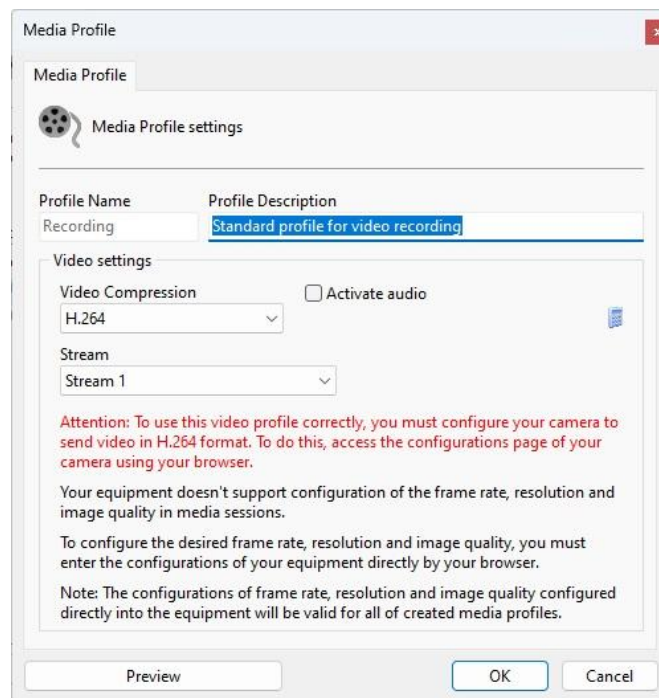 Media Profile
Media Profile
Media Profile settings
Profile Name
Profile Description
Recording
Standard profile for video recording
Video settings
Video Compression
Activate audio
H.264
Stream
Stream 1
Attention: To use this video profile correctly, you must configure your camera to
send video in H.264 format. To do this, access the configurations page of your
camera using your browser.
Your equipment doesn't support configuration of the frame rate, resolution and
image quality in media sessions.
To configure the desired frame rate, resolution and image quality, you must
enter the configurations of your equipment directly by your browser.
Note: The configurations of frame rate, resolution and image quality configured
directly into the equipment will be valid for all of created media profiles.
Preview
OK
Cancel